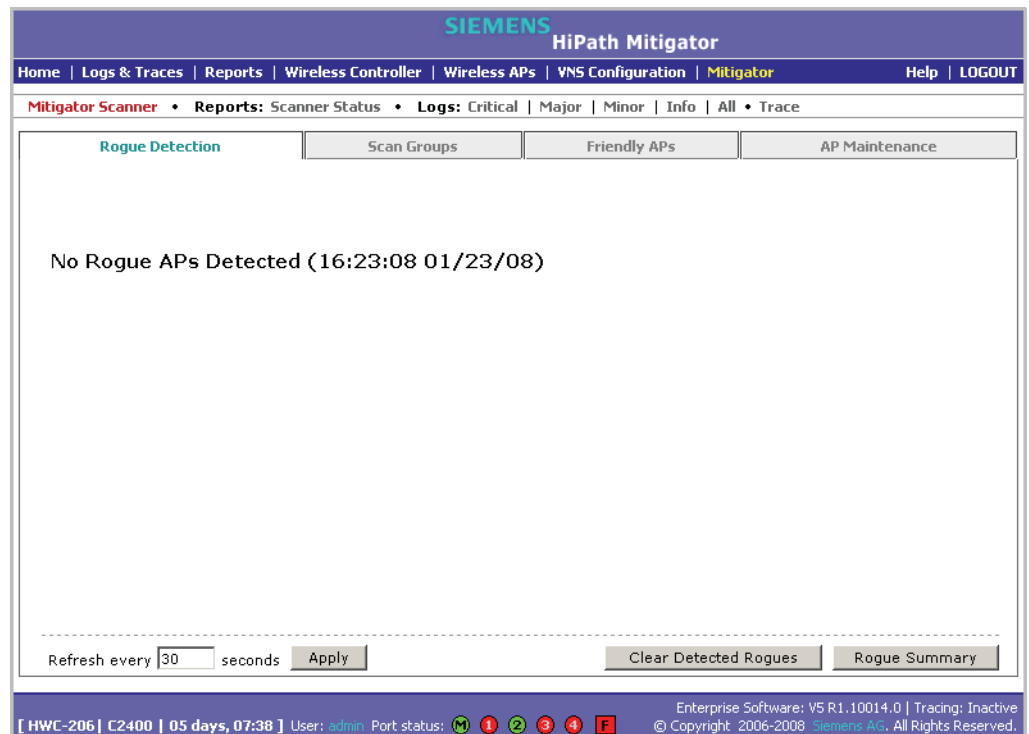 SIEMENS
HiPath Mitigator
Home | Logs & Traces | Reports | Wireless Controller | Wireless APs | VNS Configuration | Mitigator Help | LOGOUT
Mitigator Scanner • Reports: Scanner Status • Logs: Critical | Major | Minor | Info | All • Trace
Rogue Detection Scan Groups Friendly APs AP Maintenance
No Rogue APs Detected (16:23:08 01/23/08)
Refresh every 30 seconds Apply Clear Detected Rogues Rogue Summary
Enterprise Software: V5 R1.10014.0 | Tracing: Inactive
[ HWC-206 | C2400 | 05 days, 07:38 ] User: admin Port status: M 1 2 3 4 F © Copyright 2006-2008 Siemens AG. All Rights Reserved.